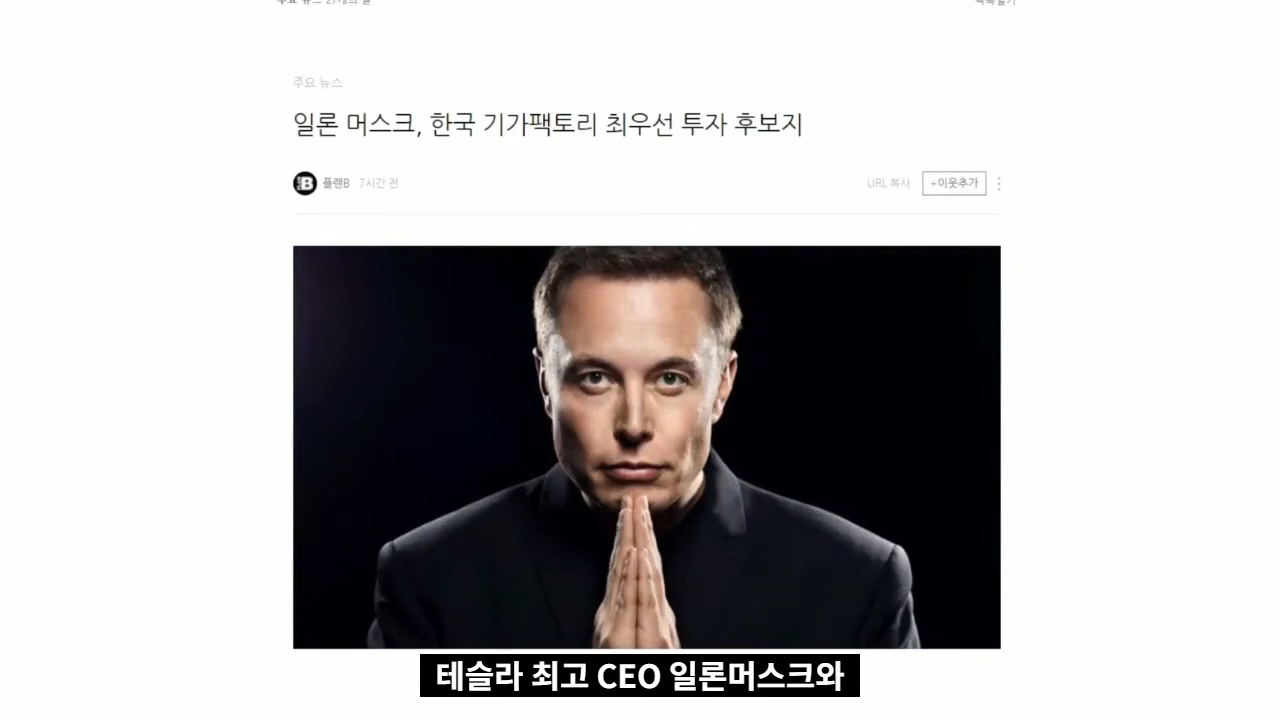 주요 뉴스
일론 머스크, 한국 기가팩토리 최우선 투자 후보지
플랜B 7시간 전
URL 복사 +이웃추가
테슬라 최고 CEO 일론머스크와